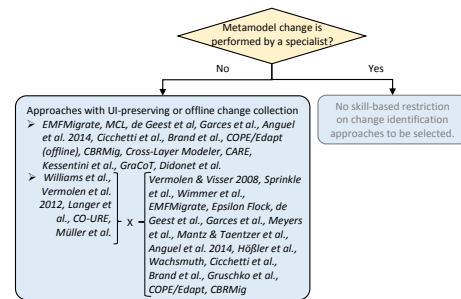 Metamodel change is
performed by a specialist?
No
Yes
Approaches with UI-preserving or offline change collection
➢ EMFMigrate, MCL, de Geest et al, Garces et al., Anguel
et al. 2014, Cicchetti et al., Brand et al., COPE/Edapt
(offline), CBRMig, Cross-Layer Modeler, CARE,
Kessentini et al., GraCoT, Didonet et al.
➢ Williams et al.,
Vermolen et al.
2012, Langer et
al., CO-URE,
Müller et al.
X
Vermolen & Visser 2008, Sprinkle
et al., Wimmer et al.,
EMFMigrate, Epsilon Flock, de
Geest et al., Garces et al., Meyers
et al., Mantz & Taentzer et al.,
Anguel et al. 2014, Hößler et al.,
Wachsmuth, Cicchetti et al.,
Brand et al., Gruschko et al.,
COPE/Edapt, CBRMig
No skill-based restriction
on change identification
approaches to be selected.